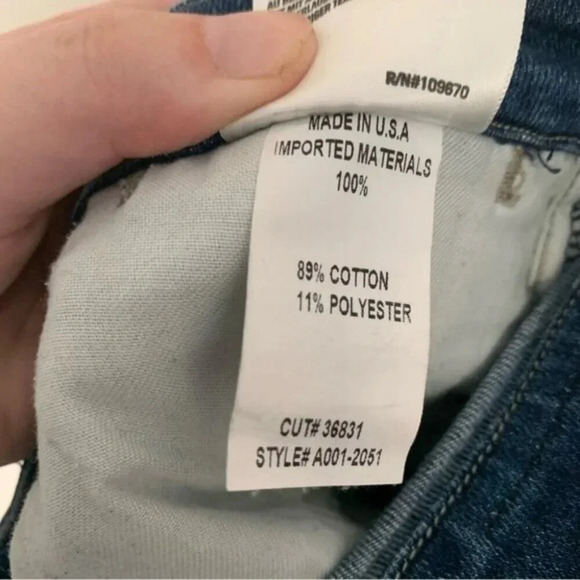 R/N#109670
MADE IN U.S.A
IMPORTED MATERIALS
100%
89% COTTON
11% POLYESTER
CUT# 36831
STYLE# A001-2051